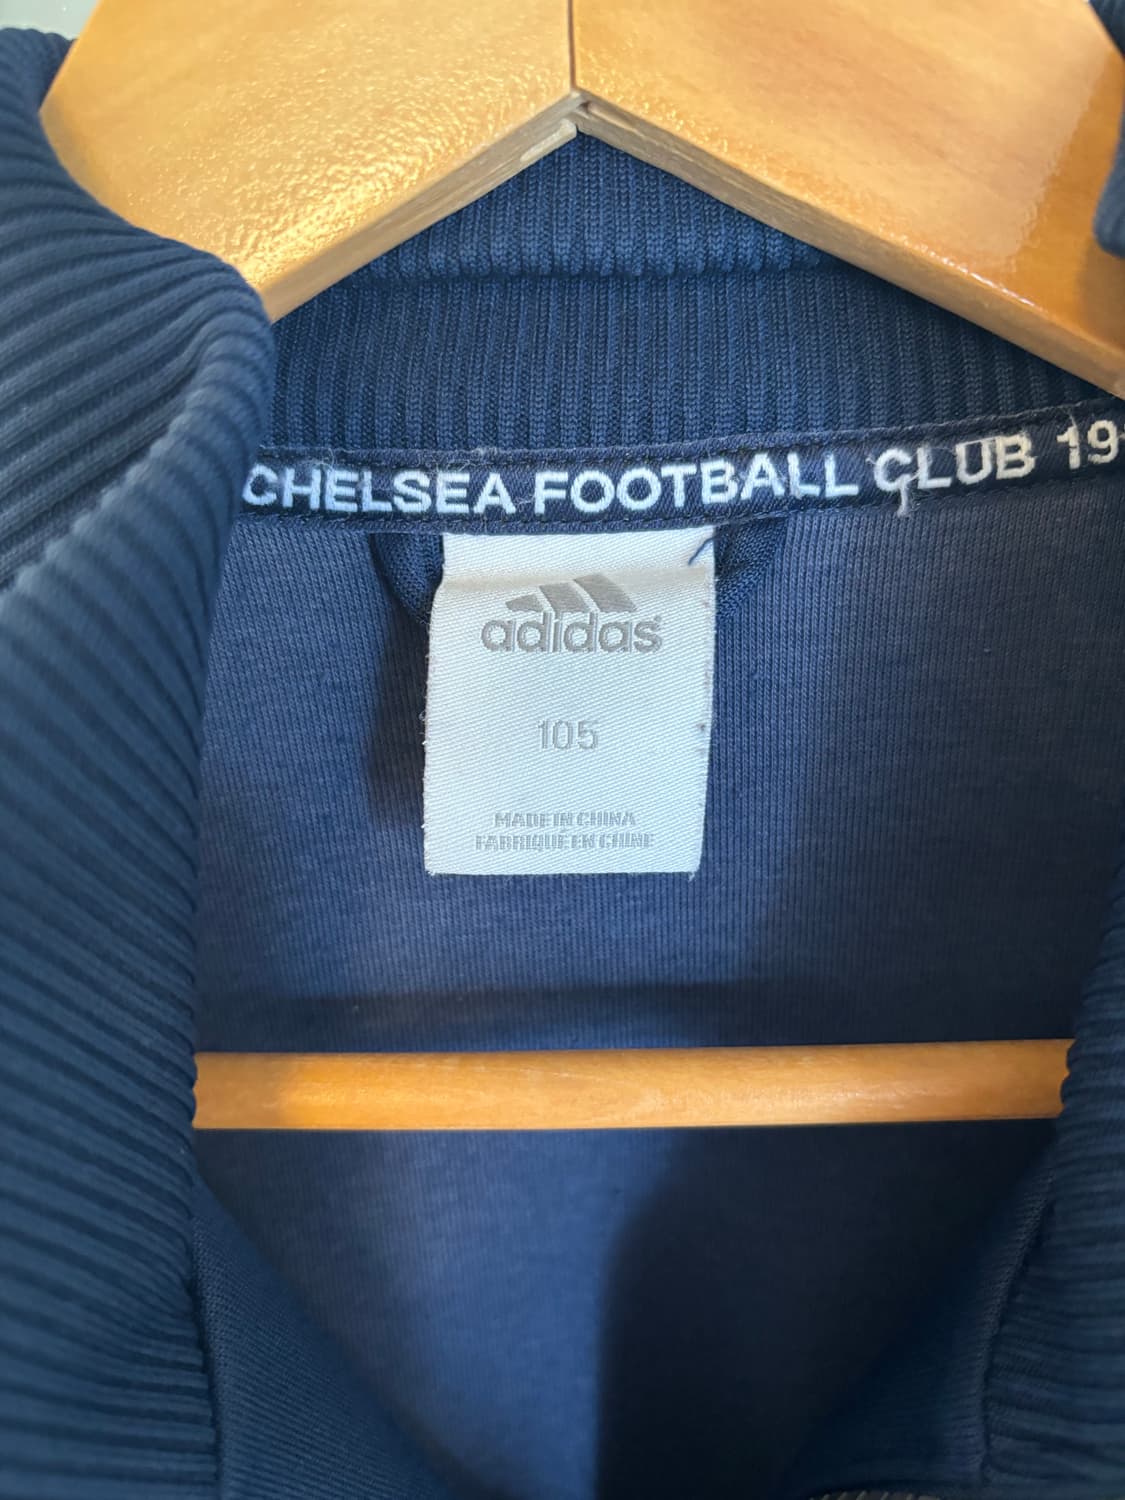 CHELSEA FOOTBALL CLUB 19
adidas
105
MADE IN CHINA
FABRIQUÉ EN CHINE